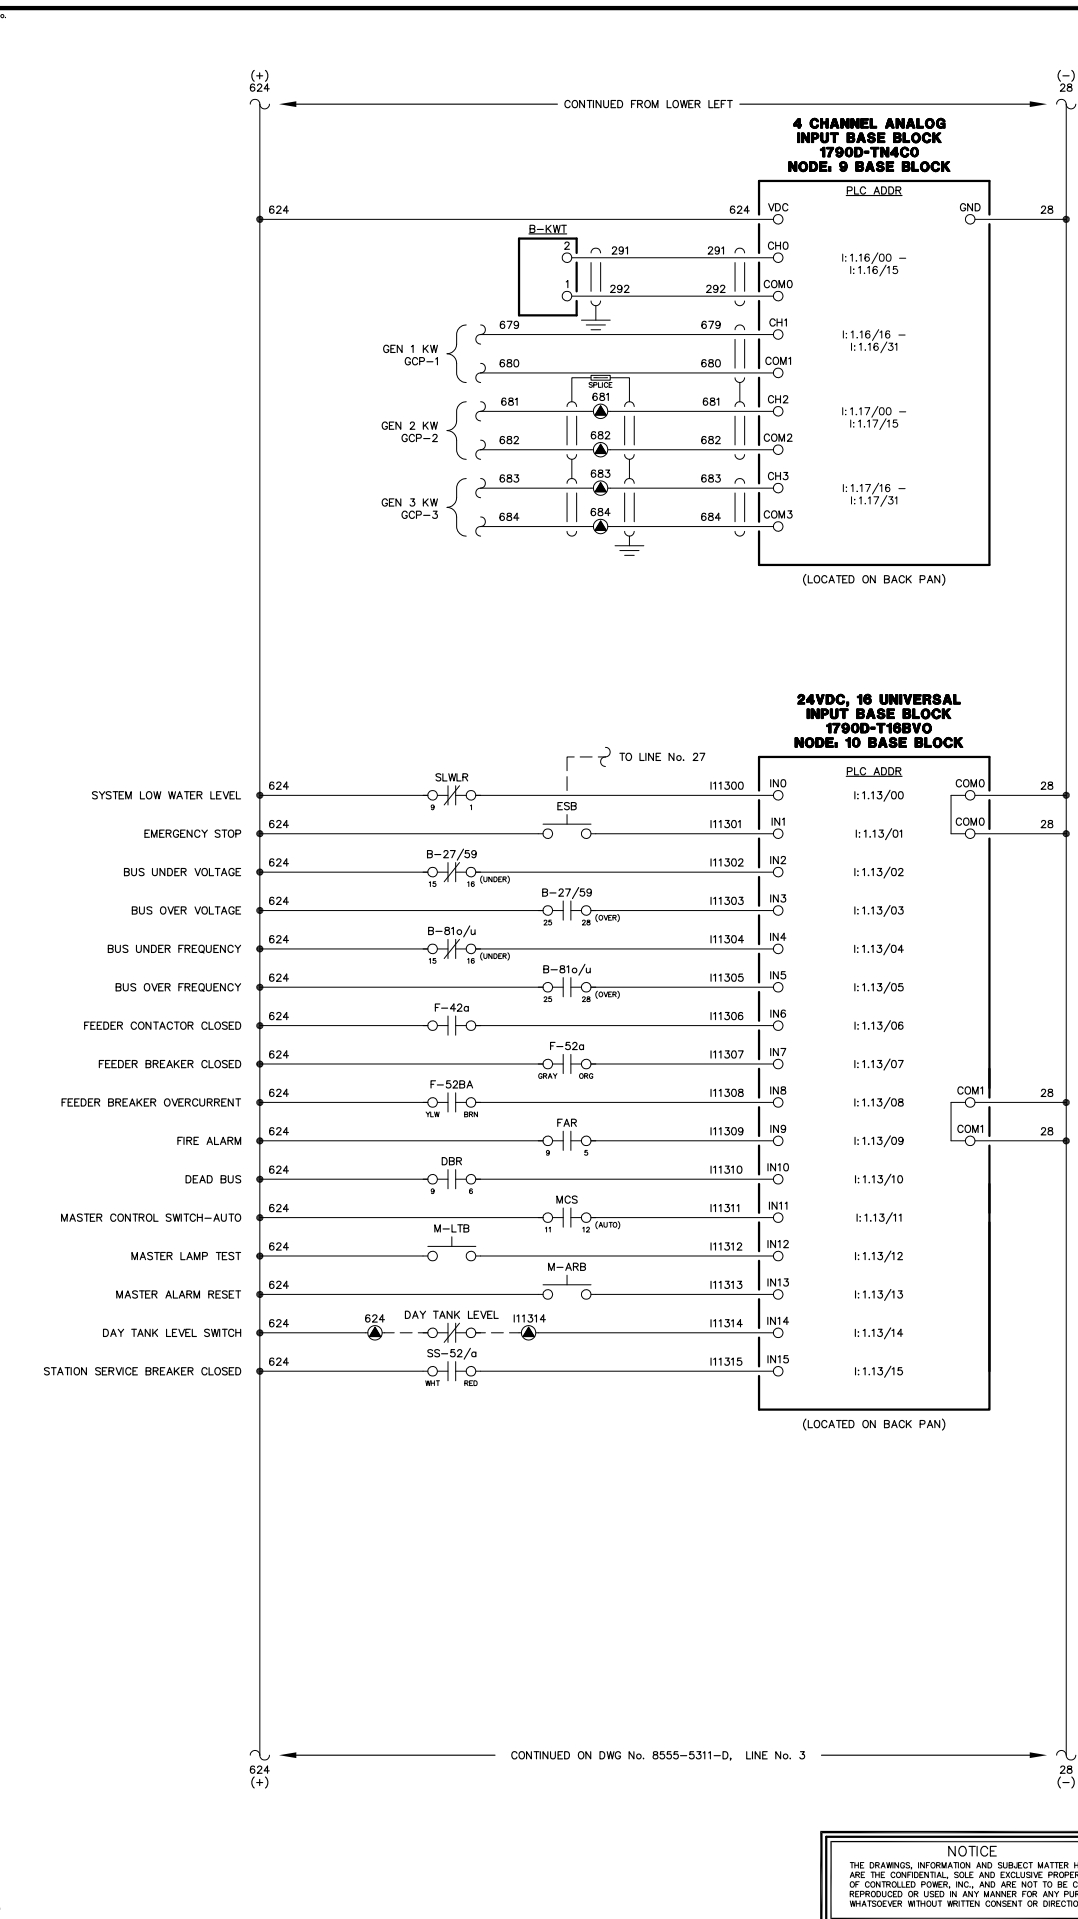 (+)
624
(-)
28
CONTINUED FROM LOWER LEFT
4 CHANNEL ANALOG
INPUT BASE BLOCK
1790D-TN4C0
NODE: 9 BASE BLOCK
PLC ADDR
624 624 VDC GND 28
B-KWT
2 291 291 CH0 I:1.16/00 -
I:1.16/15
1 292 292 COM0
679 679 CH1 I:1.16/16 -
I:1.16/31
GEN 1 KW
GCP-1
680 680 COM1
SPLICE
681 681 681 CH2 I:1.17/00 -
I:1.17/15
GEN 2 KW
GCP-2
682 682 682 COM2
683 683 683 CH3 I:1.17/16 -
I:1.17/31
GEN 3 KW
GCP-3
684 684 684 COM3
(LOCATED ON BACK PAN)
24VDC, 16 UNIVERSAL
INPUT BASE BLOCK
1790D-T16BV0
NODE: 10 BASE BLOCK
TO LINE No. 27
PLC ADDR
SYSTEM LOW WATER LEVEL 624 SLWLR 9 1 I11300 IN0 I:1.13/00 COM0 28
EMERGENCY STOP 624 ESB I11301 IN1 I:1.13/01 COM0 28
BUS UNDER VOLTAGE 624 B-27/59 15 16 (UNDER) I11302 IN2 I:1.13/02
BUS OVER VOLTAGE 624 B-27/59 25 28 (OVER) I11303 IN3 I:1.13/03
BUS UNDER FREQUENCY 624 B-81o/u 15 16 (UNDER) I11304 IN4 I:1.13/04
BUS OVER FREQUENCY 624 B-81o/u 25 28 (OVER) I11305 IN5 I:1.13/05
FEEDER CONTACTOR CLOSED 624 F-42a I11306 IN6 I:1.13/06
FEEDER BREAKER CLOSED 624 F-52a GRAY ORG I11307 IN7 I:1.13/07
FEEDER BREAKER OVERCURRENT 624 F-52BA YLW BRN I11308 IN8 I:1.13/08 COM1 28
FIRE ALARM 624 FAR 9 5 I11309 IN9 I:1.13/09 COM1 28
DEAD BUS 624 DBR 9 6 I11310 IN10 I:1.13/10
MASTER CONTROL SWITCH-AUTO 624 MCS 11 12 (AUTO) I11311 IN11 I:1.13/11
MASTER LAMP TEST 624 M-LTB I11312 IN12 I:1.13/12
MASTER ALARM RESET 624 M-ARB I11313 IN13 I:1.13/13
DAY TANK LEVEL SWITCH 624 624 DAY TANK LEVEL I11314 I11314 IN14 I:1.13/14
STATION SERVICE BREAKER CLOSED 624 SS-52/a WHT RED I11315 IN15 I:1.13/15
(LOCATED ON BACK PAN)
CONTINUED ON DWG No. 8555-5311-D, LINE No. 3
624
(+)
28
(-)
NOTICE
THE DRAWINGS, INFORMATION AND SUBJECT MATTER H
ARE THE CONFIDENTIAL, SOLE AND EXCLUSIVE PROPER
OF CONTROLLED POWER, INC., AND ARE NOT TO BE C
REPRODUCED OR USED IN ANY MANNER FOR ANY PUR
WHATSOEVER WITHOUT WRITTEN CONSENT OR DIRECTIO